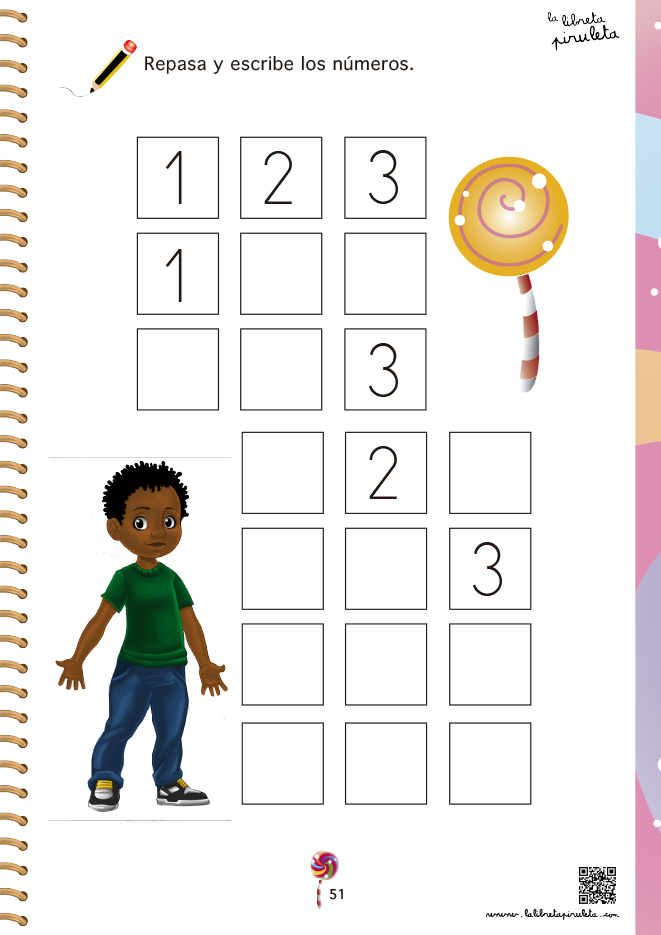 la libreta
piruleta
Repasa y escribe los números.
1 2 3
1
3
2
3
51
www.lalibretapiruleta.com